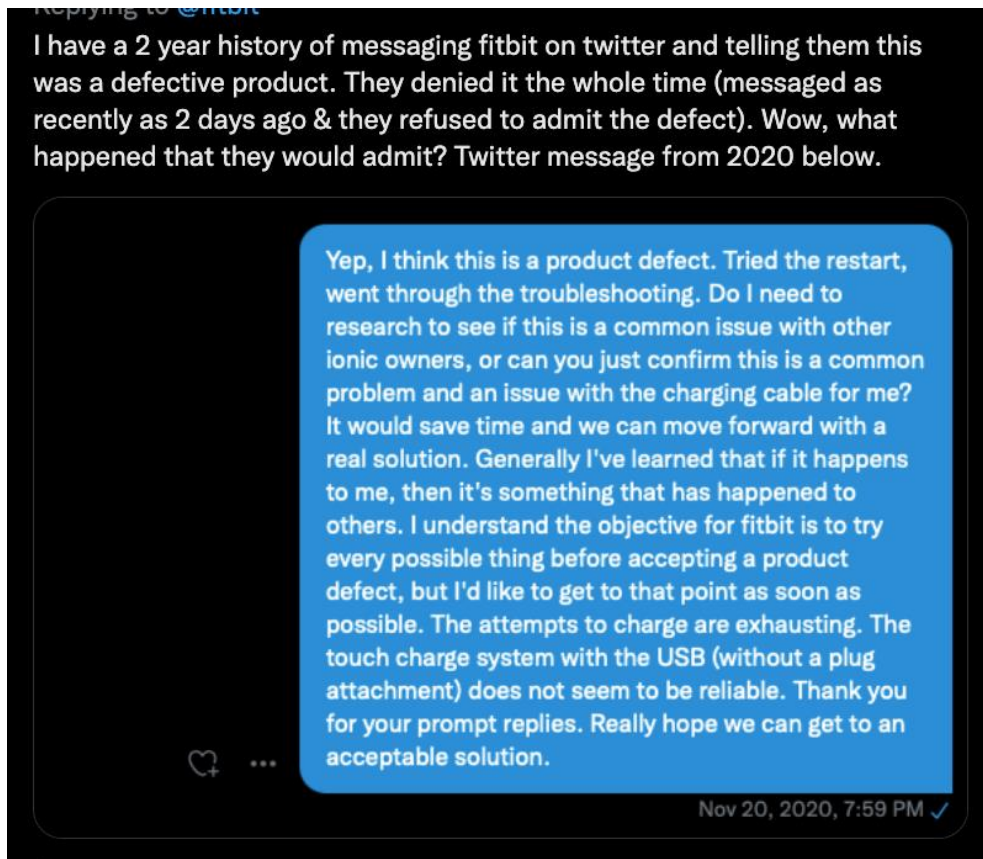 Replying to @fitbit
I have a 2 year history of messaging fitbit on twitter and telling them this
was a defective product. They denied it the whole time (messaged as
recently as 2 days ago & they refused to admit the defect). Wow, what
happened that they would admit? Twitter message from 2020 below.
Yep, I think this is a product defect. Tried the restart,
went through the troubleshooting. Do I need to
research to see if this is a common issue with other
ionic owners, or can you just confirm this is a common
problem and an issue with the charging cable for me?
It would save time and we can move forward with a
real solution. Generally I've learned that if it happens
to me, then it's something that has happened to
others. I understand the objective for fitbit is to try
every possible thing before accepting a product
defect, but I'd like to get to that point as soon as
possible. The attempts to charge are exhausting. The
touch charge system with the USB (without a plug
attachment) does not seem to be reliable. Thank you
for your prompt replies. Really hope we can get to an
acceptable solution.
Nov 20, 2020, 7:59 PM